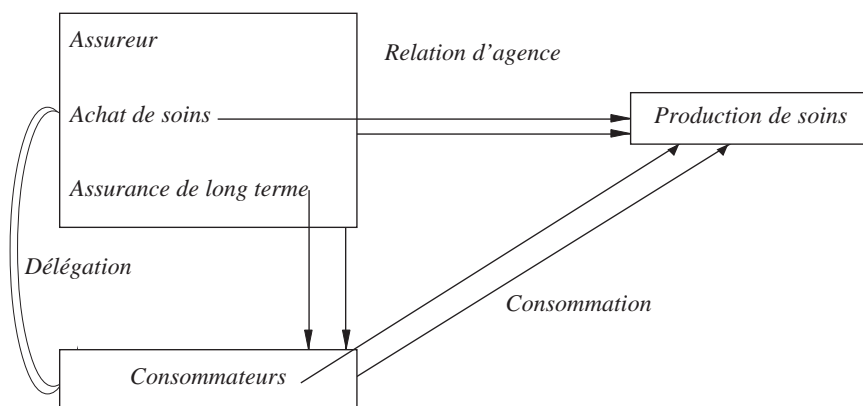 Assureur
Relation d'agence
Achat de soins
Production de soins
Assurance de long terme
Délégation
Consommation
Consommateurs